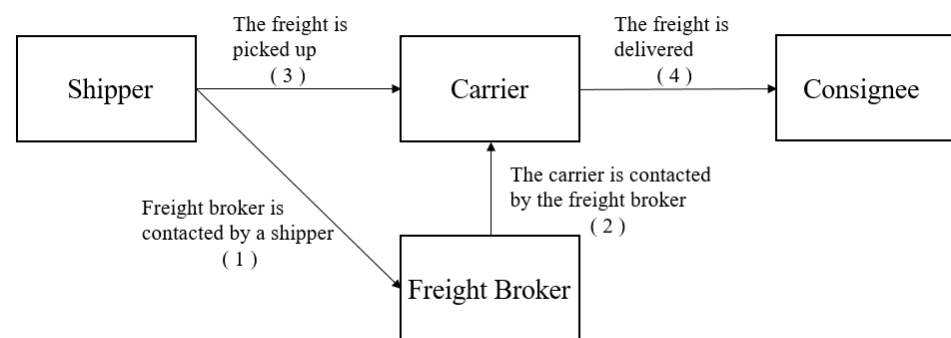 The freight is
picked up
( 3 )
The freight is
delivered
( 4 )
Shipper
Carrier
Consignee
Freight broker is
contacted by a shipper
( 1 )
The carrier is contacted
by the freight broker
( 2 )
Freight Broker